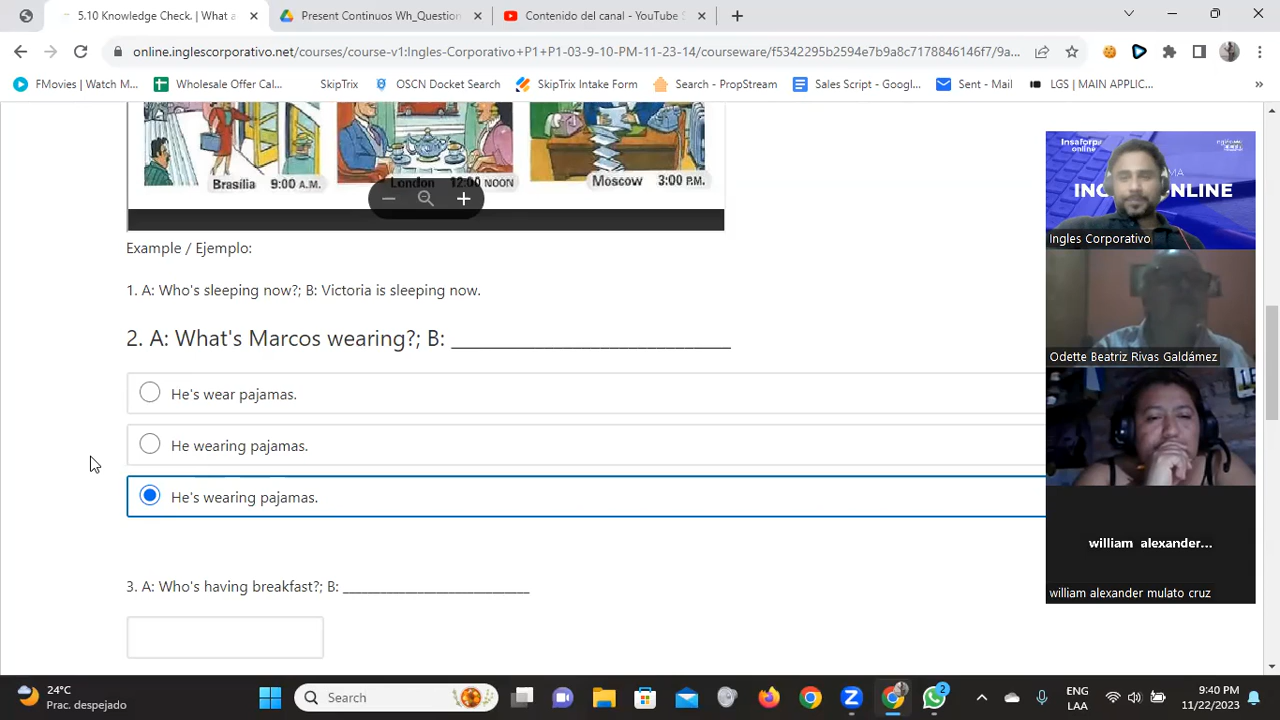 5.10 Knowledge Check. | What a
Present Continuos Wh_Question
Contenido del canal - YouTube S
online.inglescorporativo.net/courses/course-v1:Ingles-Corporativo+P1+P1-03-9-10-PM-11-23-14/courseware/f5342295b2594e7b9a8c7178846146f7/9a...
FMovies | Watch M...
Wholesale Offer Cal...
SkipTrix
OSCN Docket Search
SkipTrix Intake Form
Search - PropStream
Sales Script - Googl...
Sent - Mail
LGS | MAIN APPLIC...
»
Brasília 9:00 A.M.
London 12:00 NOON
Moscow 3:00 P.M.
Example / Ejemplo:
1. A: Who's sleeping now?; B: Victoria is sleeping now.
2. A: What's Marcos wearing?; B: ____________________________
He's wear pajamas.
He wearing pajamas.
He's wearing pajamas.
3. A: Who's having breakfast?; B: ________________________
Ingles Corporativo
Odette Beatriz Rivas Galdámez
william alexander...
william alexander mulato cruz
24°C
Prac. despejado
Search
2
ENG
LAA
9:40 PM
11/22/2023